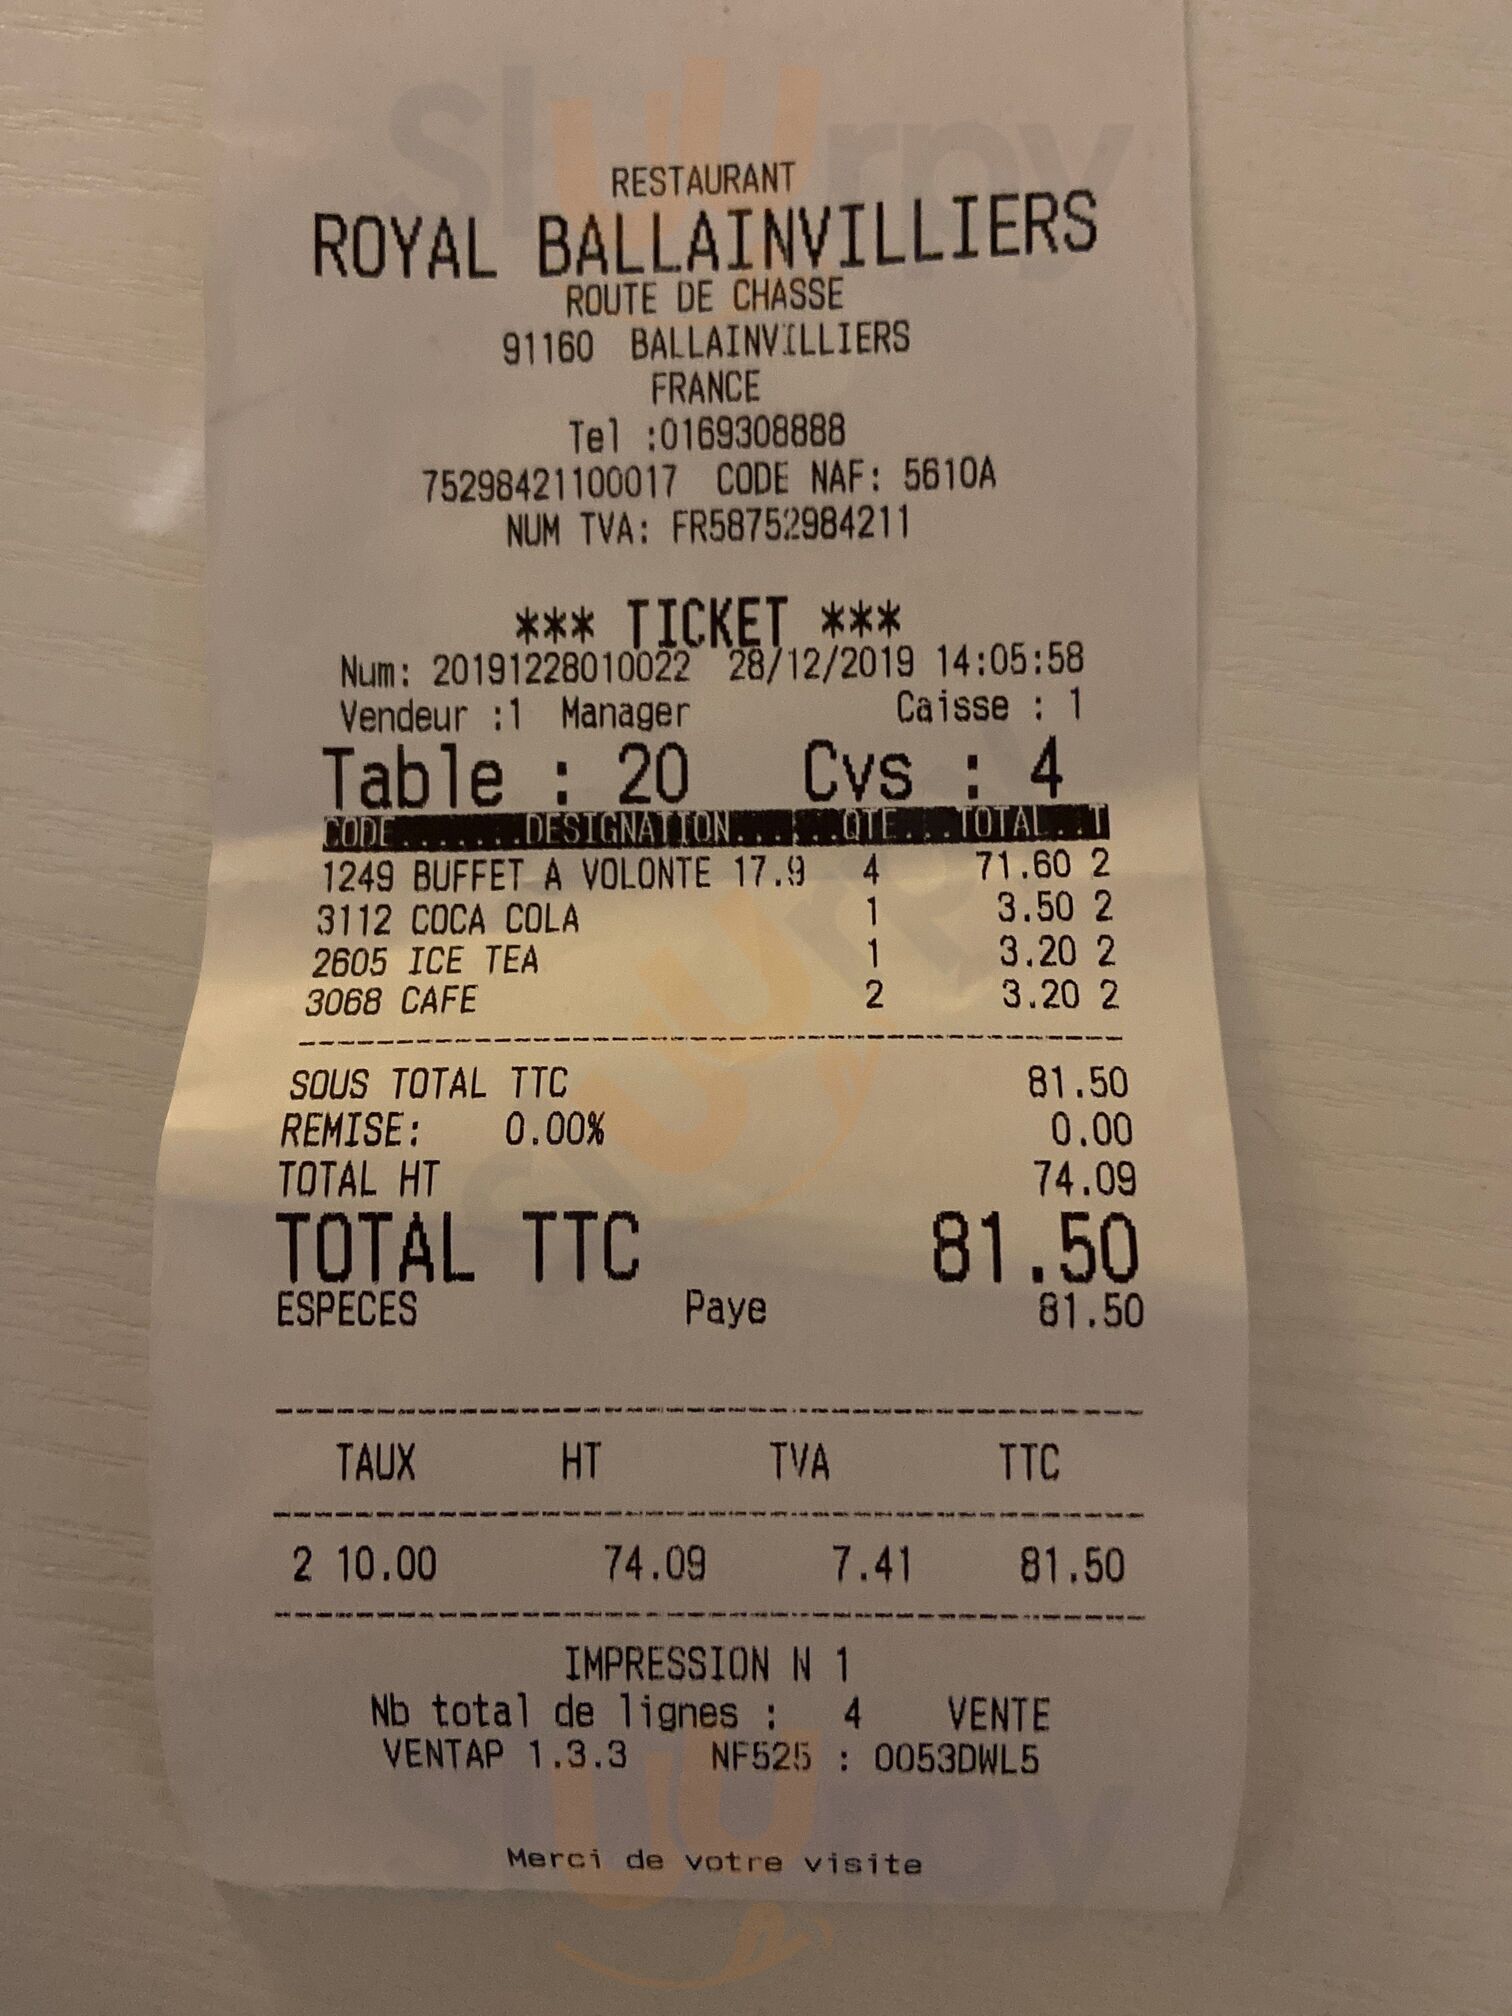 RESTAURANT
ROYAL BALLAINVILLIERS
ROUTE DE CHASSE
91160 BALLAINVILLIERS
FRANCE
Tel :0169308888
75298421100017 CODE NAF: 5610A
NUM TVA: FR58752984211
*** TICKET ***
Num: 20191228010022 28/12/2019 14:05:58
Vendeur :1 Manager Caisse : 1
Table : 20 Cvs : 4
CODE.......DESIGNATION...:..QTE..:.TOTAL..T
1249 BUFFET A VOLONTE 17.9 4 71.60 2
3112 COCA COLA 1 3.50 2
2605 ICE TEA 1 3.20 2
3068 CAFE 2 3.20 2
SOUS TOTAL TTC 81.50
REMISE: 0.00% 0.00
TOTAL HT 74.09
TOTAL TTC 81.50
ESPECES Paye 81.50
TAUX HT TVA TTC
2 10.00 74.09 7.41 81.50
IMPRESSION N 1
Nb total de lignes : 4 VENTE
VENTAP 1.3.3 NF525 : 0053DWL5
Merci de votre visite
sluurpy
sluurpy
sluurpy